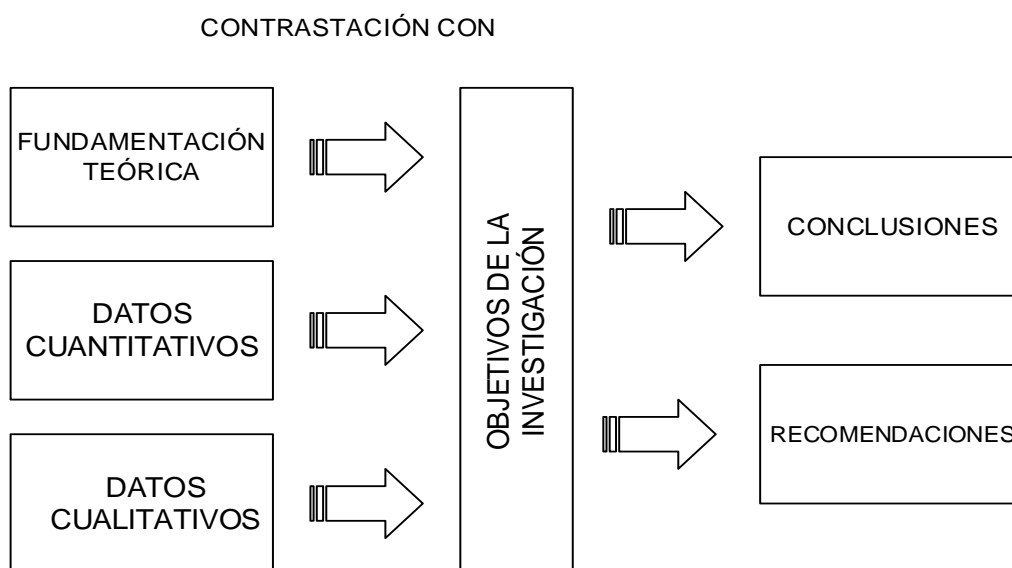 CONTRASTACIÓN CON
FUNDAMENTACIÓN
TEÓRICA
DATOS
CUANTITATIVOS
DATOS
CUALITATIVOS
OBJETIVOS DE LA
INVESTIGACIÓN
CONCLUSIONES
RECOMENDACIONES